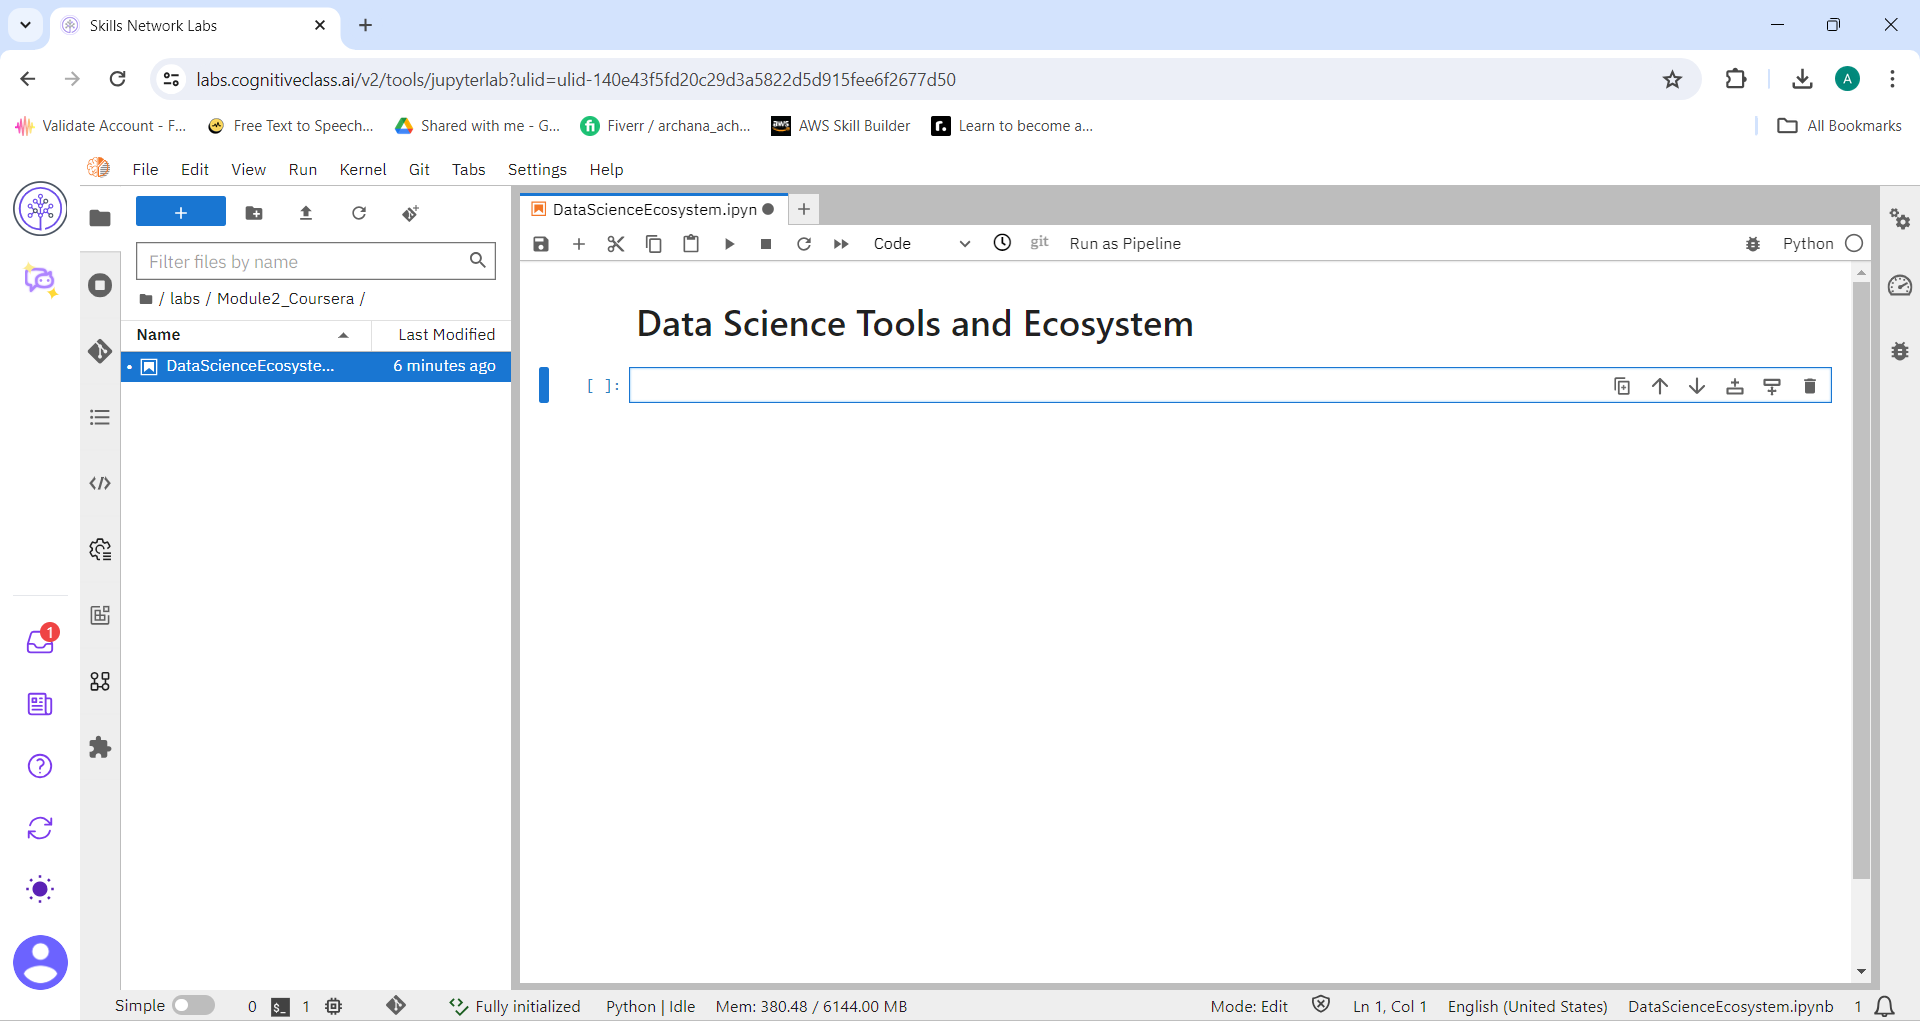 Skills Network Labs
labs.cognitiveclass.ai/v2/tools/jupyterlab?ulid=ulid-140e43f5fd20c29d3a5822d5d915fee6f2677d50
A
Validate Account - F... Free Text to Speech... Shared with me - G... Fiverr / archana_ach... aws AWS Skill Builder r. Learn to become a... All Bookmarks
File Edit View Run Kernel Git Tabs Settings Help
DataScienceEcosystem.ipyn
Code git Run as Pipeline Python
Filter files by name
/ labs / Module2_Coursera /
Name Last Modified
DataScienceEcosyste... 6 minutes ago
Data Science Tools and Ecosystem
[ ]:
1
Simple 0 $_ 1 Fully initialized Python | Idle Mem: 380.48 / 6144.00 MB Mode: Edit Ln 1, Col 1 English (United States) DataScienceEcosystem.ipynb 1